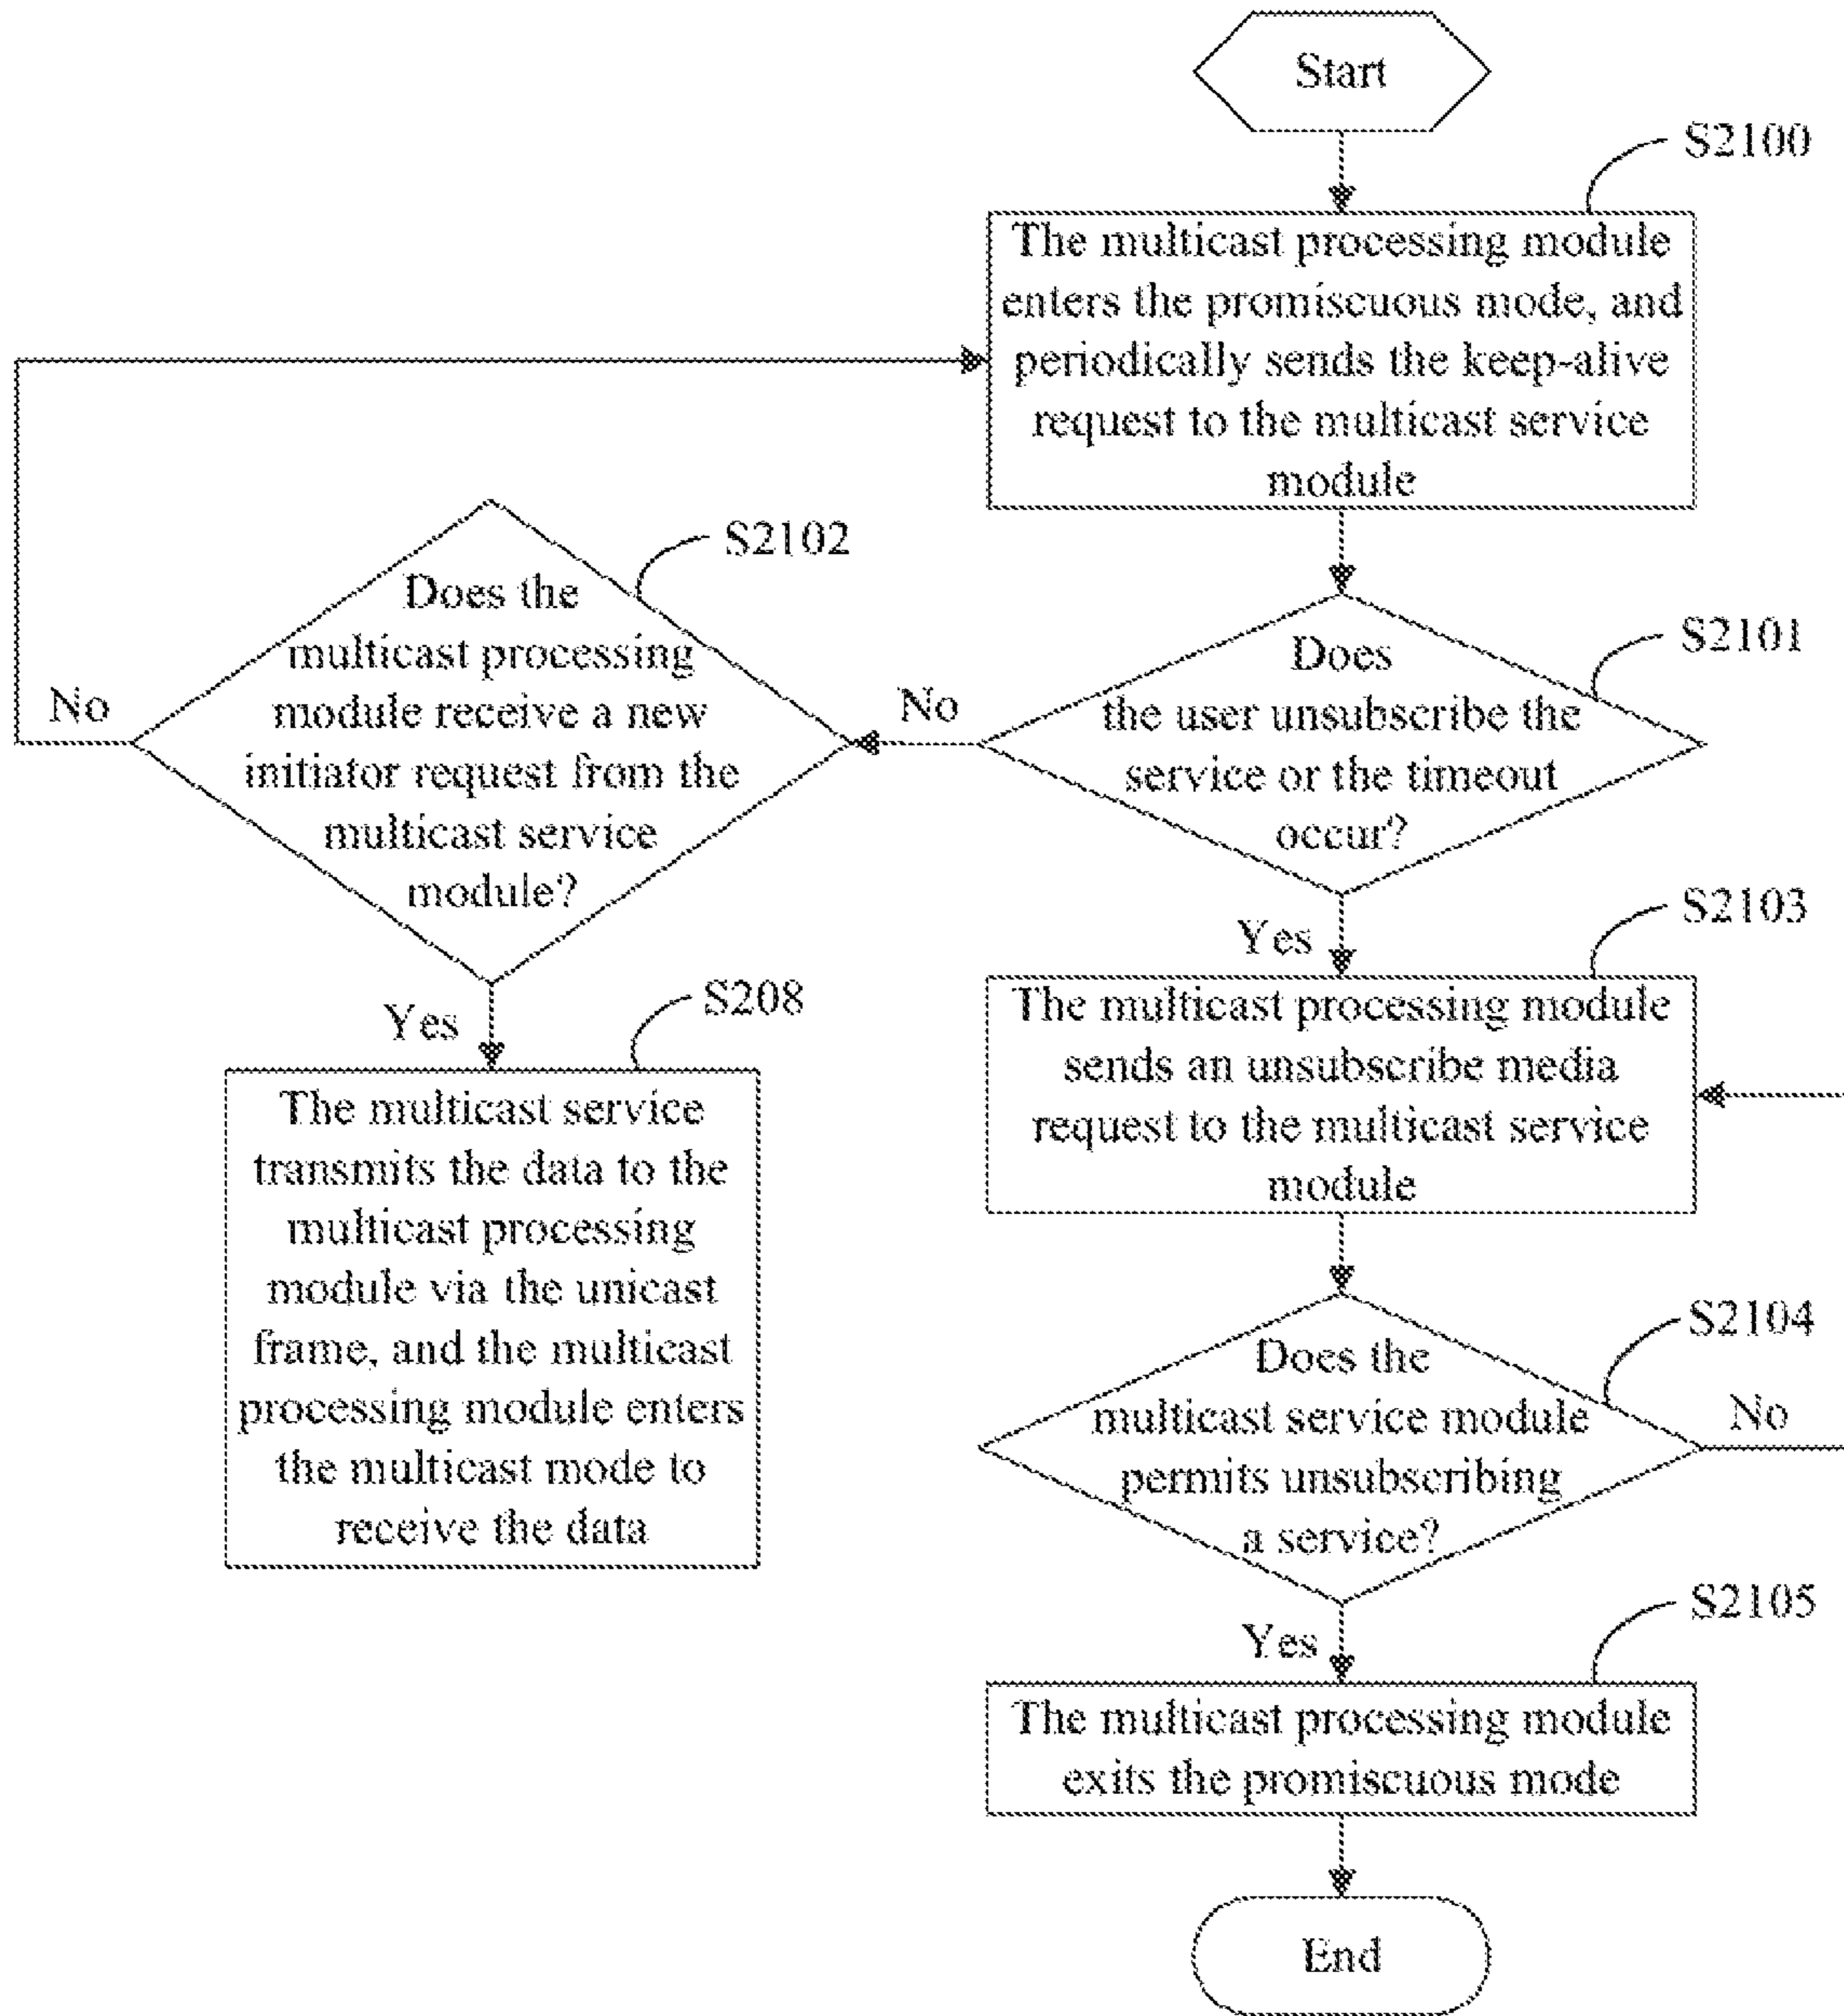 Start
S2100
The multicast processing module
enters the promiscuous mode, and
periodically sends the keep-alive
request to the multicast service
module
S2102
Does the
multicast processing
module receive a new
initiator request from the
multicast service
module?
No
No
S2101
Does
the user unsubscribe the
service or the timeout
occur?
Yes
S208
The multicast service
transmits the data to the
multicast processing
module via the unicast
frame, and the multicast
processing module enters
the multicast mode to
receive the data
Yes
S2103
The multicast processing module
sends an unsubscribe media
request to the multicast service
module
S2104
Does the
multicast service module
permits unsubscribing
a service?
No
Yes
S2105
The multicast processing module
exits the promiscuous mode
End